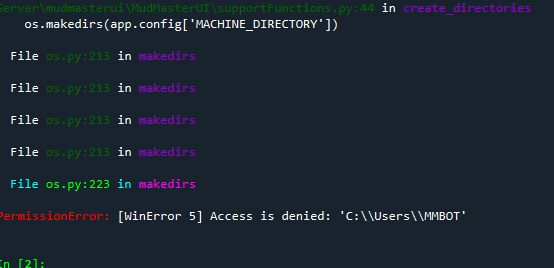 Server\mudmasterui\MudMasterUI\supportFunctions.py:44 in create_directories
os.makedirs(app.config['MACHINE_DIRECTORY'])
File os.py:213 in makedirs
File os.py:213 in makedirs
File os.py:213 in makedirs
File os.py:213 in makedirs
File os.py:223 in makedirs
PermissionError: [WinError 5] Access is denied: 'C:\\Users\\MMBOT'
In [2]: